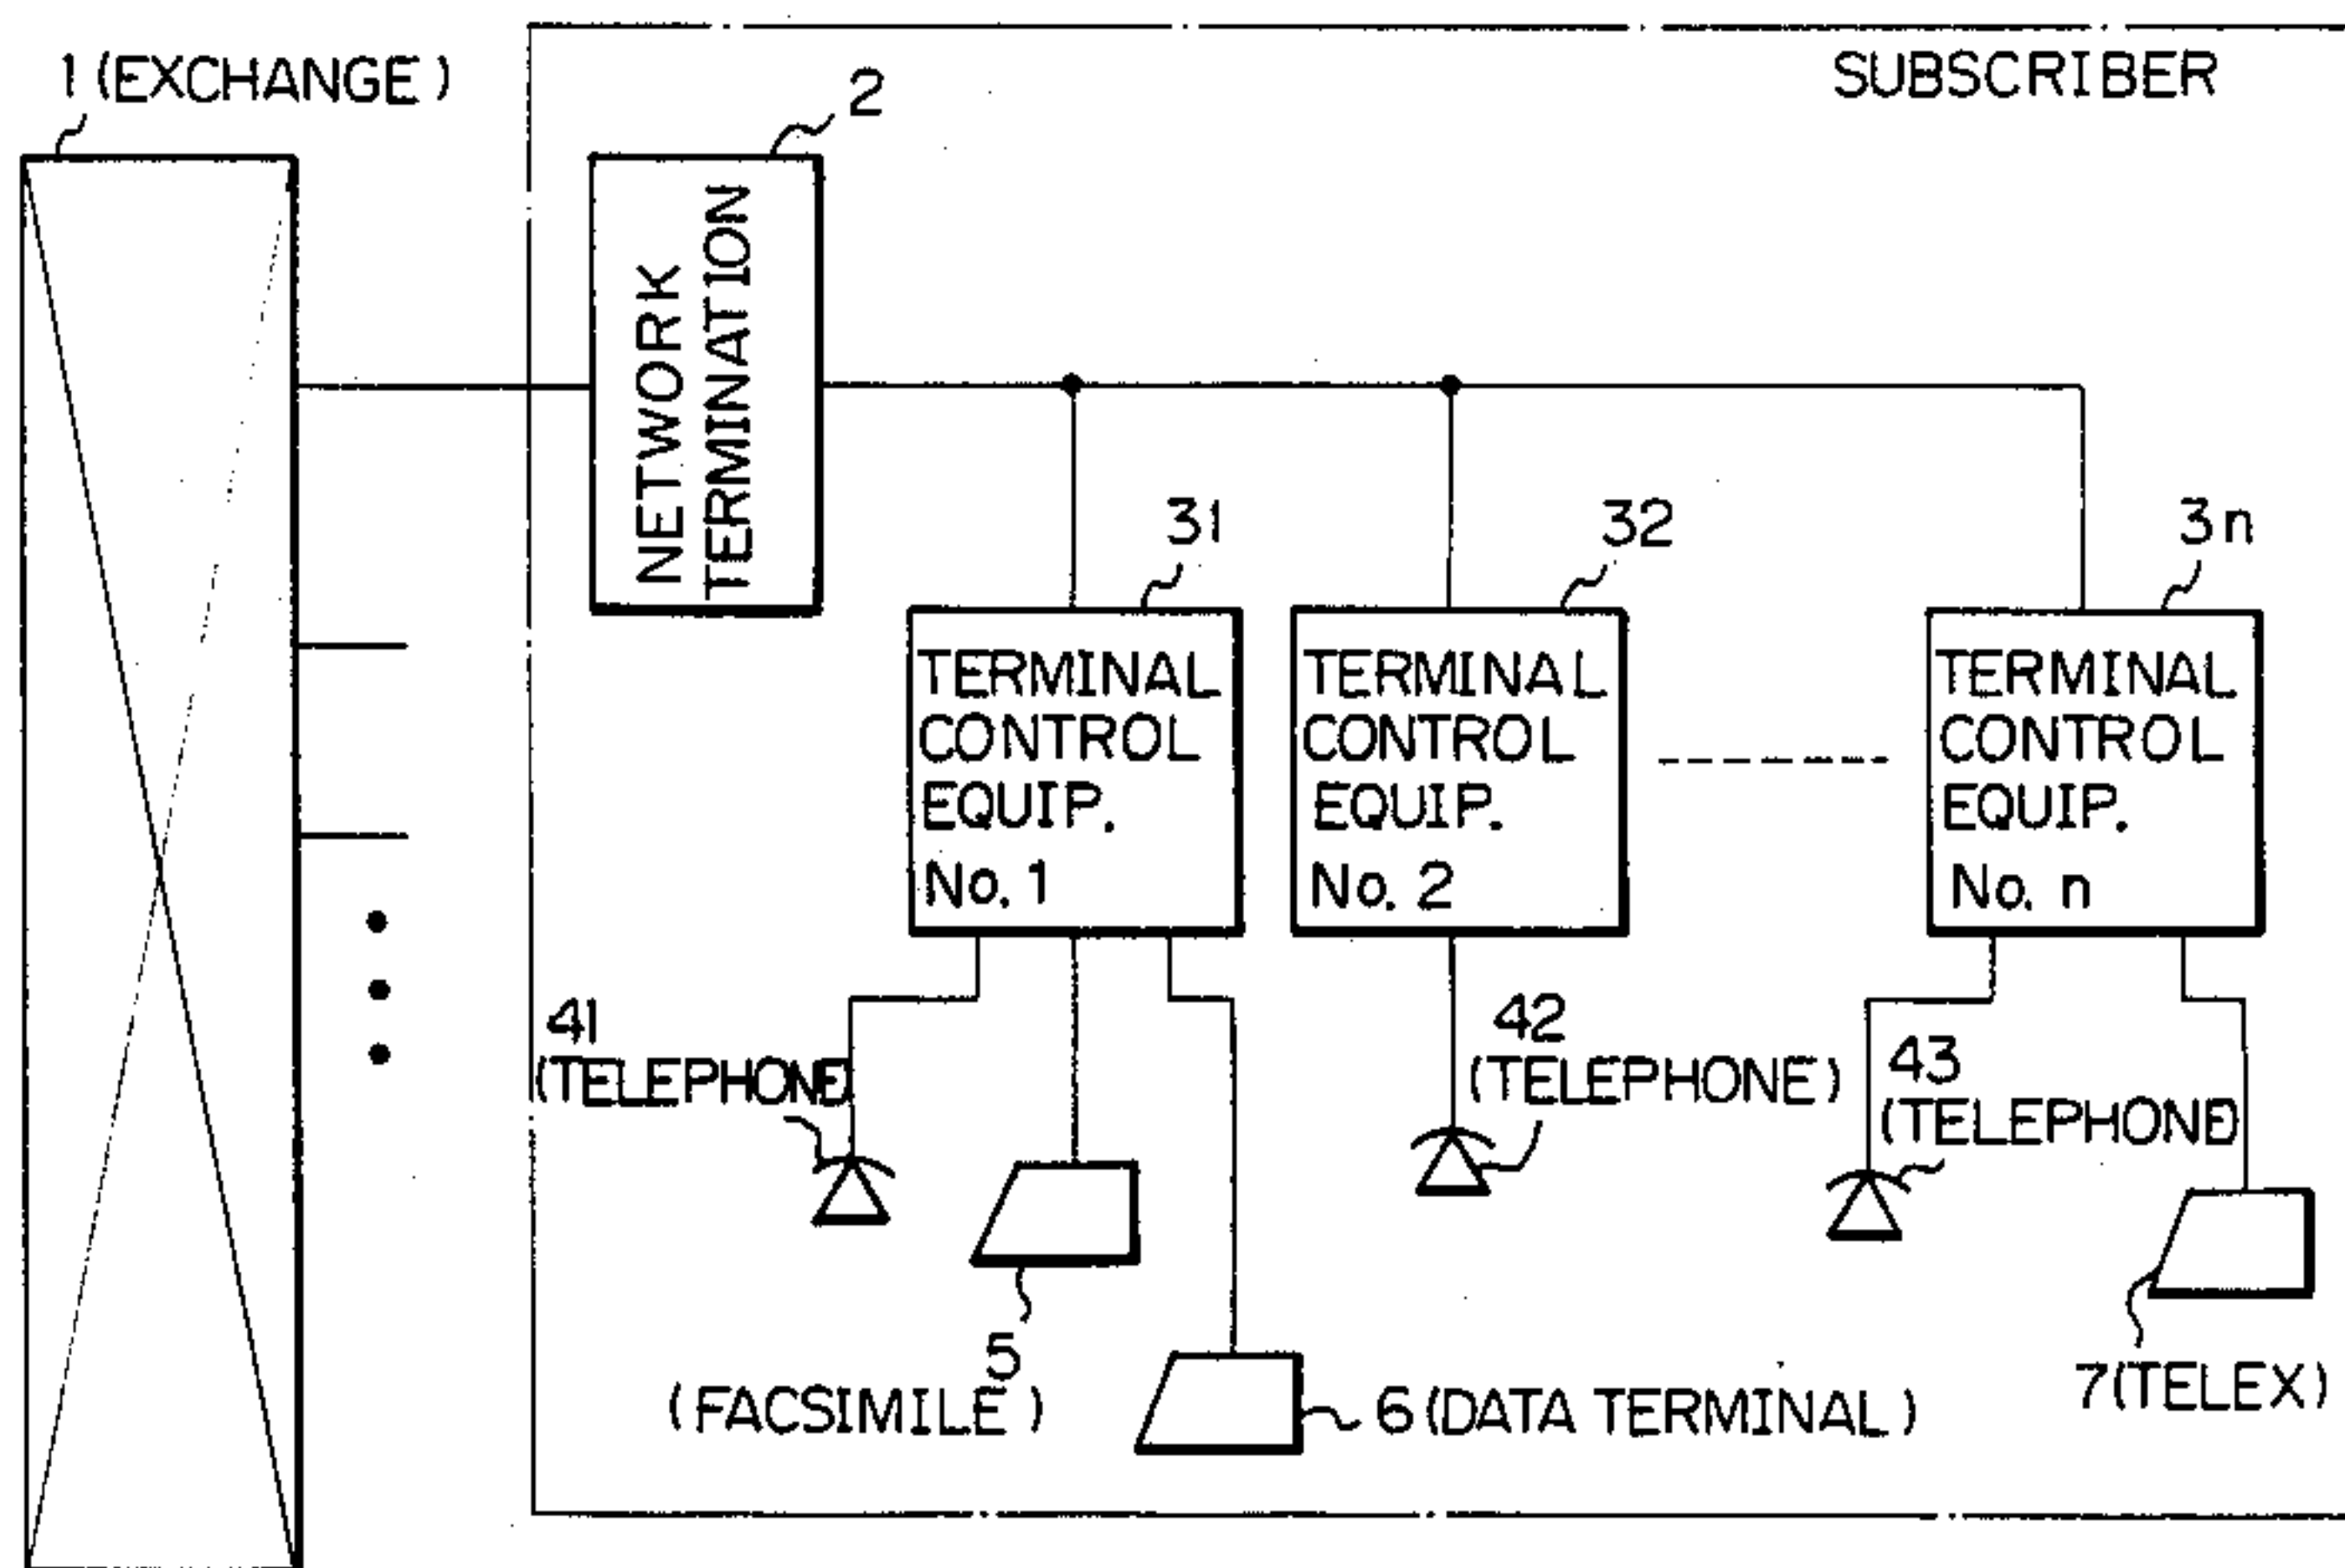 1 (EXCHANGE)
SUBSCRIBER
2
NETWORK
TERMINATION
31
32
3n
TERMINAL
CONTROL
EQUIP.
No. 1
TERMINAL
CONTROL
EQUIP.
No. 2
TERMINAL
CONTROL
EQUIP.
No. n
41
(TELEPHONE)
42
(TELEPHONE)
43
(TELEPHONE)
5
(FACSIMILE)
6 (DATA TERMINAL)
7 (TELEX)